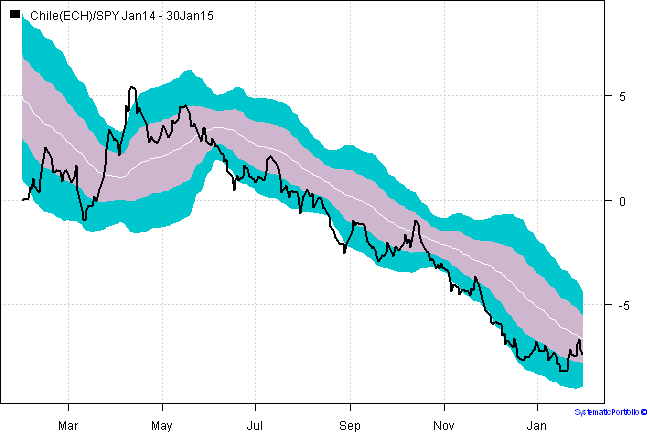 Chile(ECH)/SPY Jan14 - 30Jan15
5
0
-5
Mar May Jul Sep Nov Jan
SystematicPortfolio ©